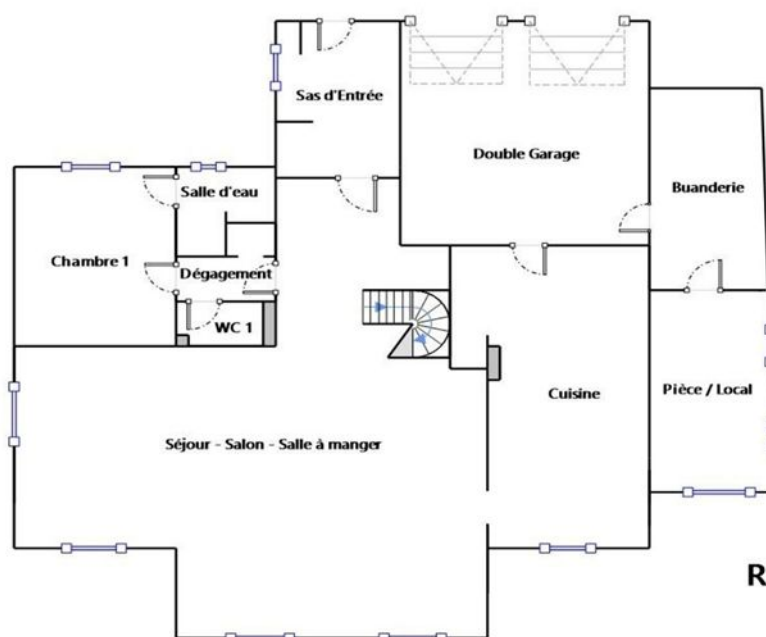 Sas d'Entrée
Double Garage
Salle d'eau
Buanderie
Chambre 1
Dégagement
WC 1
Cuisine
Pièce / Local
Séjour - Salon - Salle à manger
R